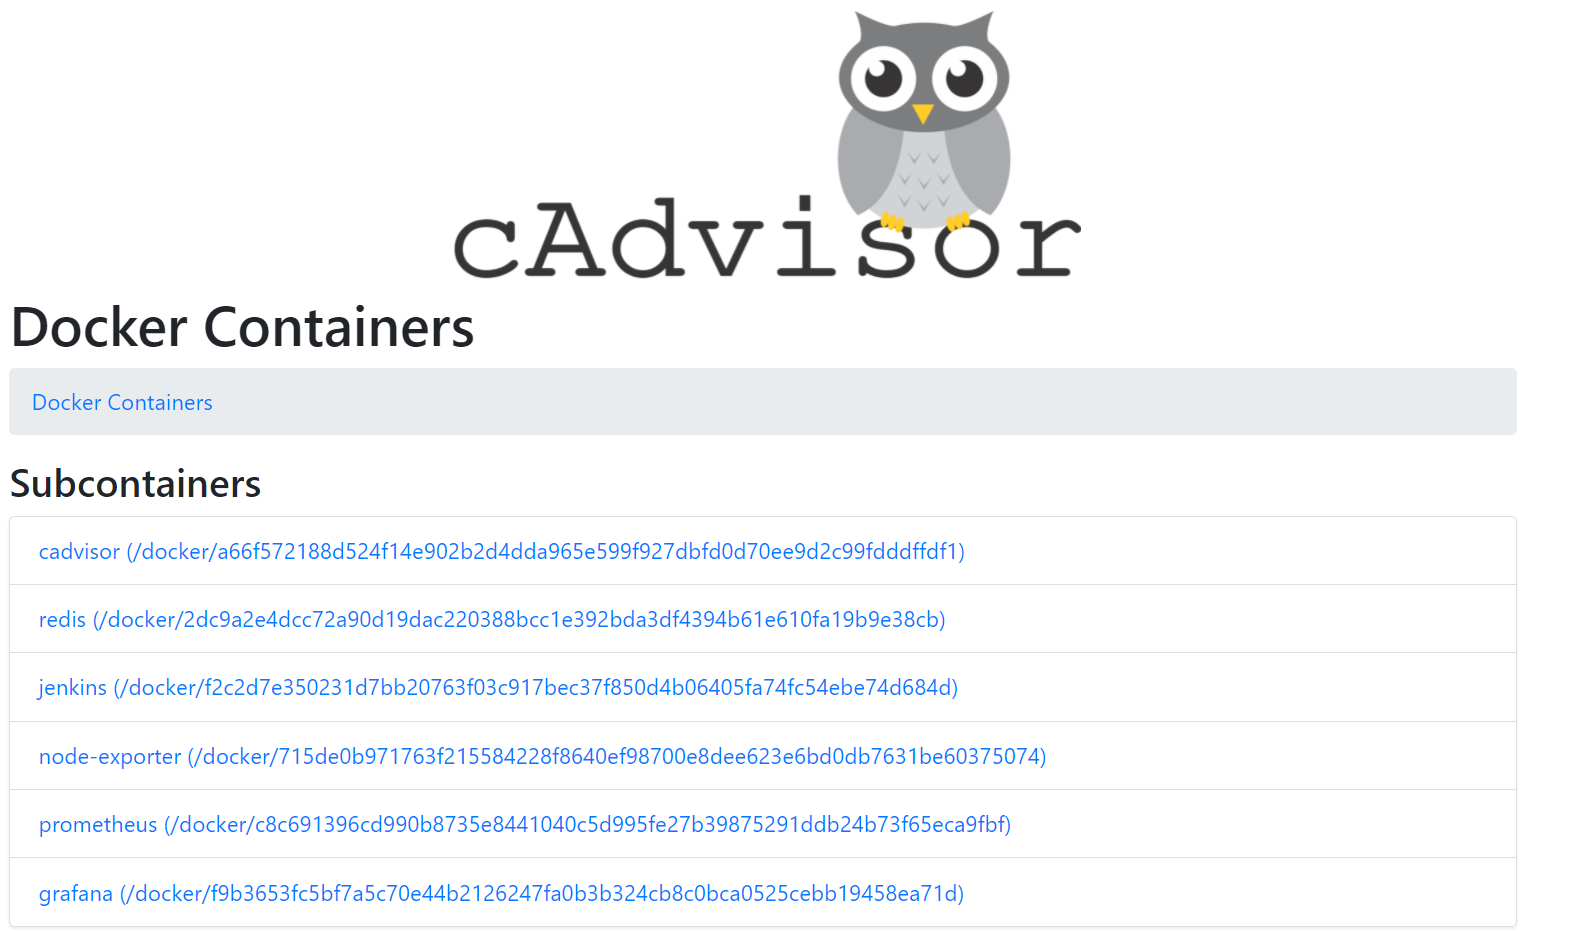 cAdvisor
Docker Containers
Docker Containers
Subcontainers
cadvisor (/docker/a66f572188d524f14e902b2d4dda965e599f927dbfd0d70ee9d2c99fdddffdf1)
redis (/docker/2dc9a2e4dcc72a90d19dac220388bcc1e392bda3df4394b61e610fa19b9e38cb)
jenkins (/docker/f2c2d7e350231d7bb20763f03c917bec37f850d4b06405fa74fc54ebe74d684d)
node-exporter (/docker/715de0b971763f215584228f8640ef98700e8dee623e6bd0db7631be60375074)
prometheus (/docker/c8c691396cd990b8735e8441040c5d995fe27b39875291ddb24b73f65eca9fbf)
grafana (/docker/f9b3653fc5bf7a5c70e44b2126247fa0b3b324cb8c0bca0525cebb19458ea71d)